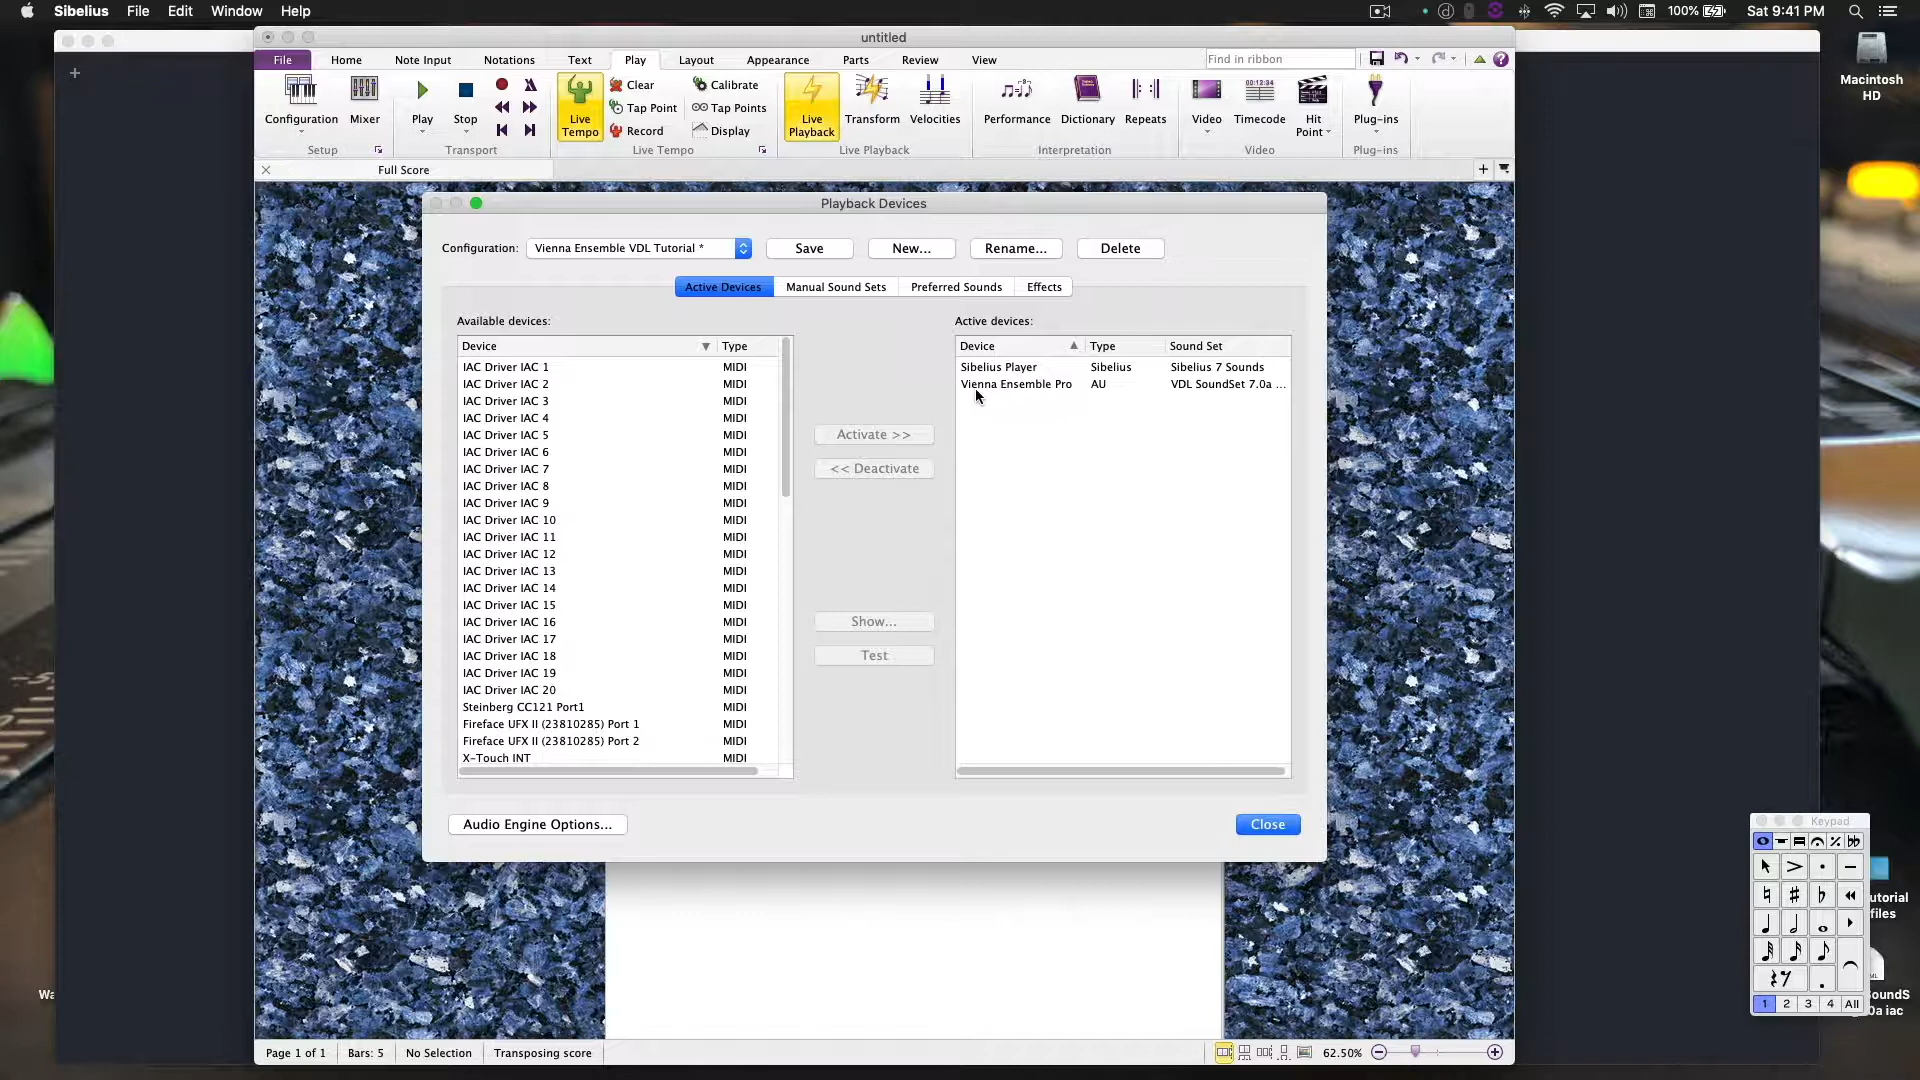 Sibelius File Edit Window Help
100% Sat 9:41 PM
Macintosh
HD
untitled
File Home Note Input Notations Text Play Layout Appearance Parts Review View Find in ribbon
Configuration Mixer Play Stop
Setup Transport
Live
Tempo
Clear Calibrate
Tap Point Tap Points
Record Display
Live Tempo
Live
Playback
Transform Velocities
Live Playback
Performance Dictionary Repeats
Interpretation
Video Timecode Hit
Point
Video
Plug-ins
Plug-ins
Full Score
Playback Devices
Configuration: Vienna Ensemble VDL Tutorial * Save New... Rename... Delete
Active Devices Manual Sound Sets Preferred Sounds Effects
Available devices:
Device Type
IAC Driver IAC 1 MIDI
IAC Driver IAC 2 MIDI
IAC Driver IAC 3 MIDI
IAC Driver IAC 4 MIDI
IAC Driver IAC 5 MIDI
IAC Driver IAC 6 MIDI
IAC Driver IAC 7 MIDI
IAC Driver IAC 8 MIDI
IAC Driver IAC 9 MIDI
IAC Driver IAC 10 MIDI
IAC Driver IAC 11 MIDI
IAC Driver IAC 12 MIDI
IAC Driver IAC 13 MIDI
IAC Driver IAC 14 MIDI
IAC Driver IAC 15 MIDI
IAC Driver IAC 16 MIDI
IAC Driver IAC 17 MIDI
IAC Driver IAC 18 MIDI
IAC Driver IAC 19 MIDI
IAC Driver IAC 20 MIDI
Steinberg CC121 Port1 MIDI
Fireface UFX II (23810285) Port 1 MIDI
Fireface UFX II (23810285) Port 2 MIDI
X-Touch INT MIDI
Activate >>
<< Deactivate
Show...
Test
Active devices:
Device Type Sound Set
Sibelius Player Sibelius Sibelius 7 Sounds
Vienna Ensemble Pro AU VDL SoundSet 7.0a ...
Audio Engine Options... Close
Keypad
1 2 3 4 All
utorial
files
SoundS
0a iac
Wa
Page 1 of 1 Bars: 5 No Selection Transposing score 62.50%